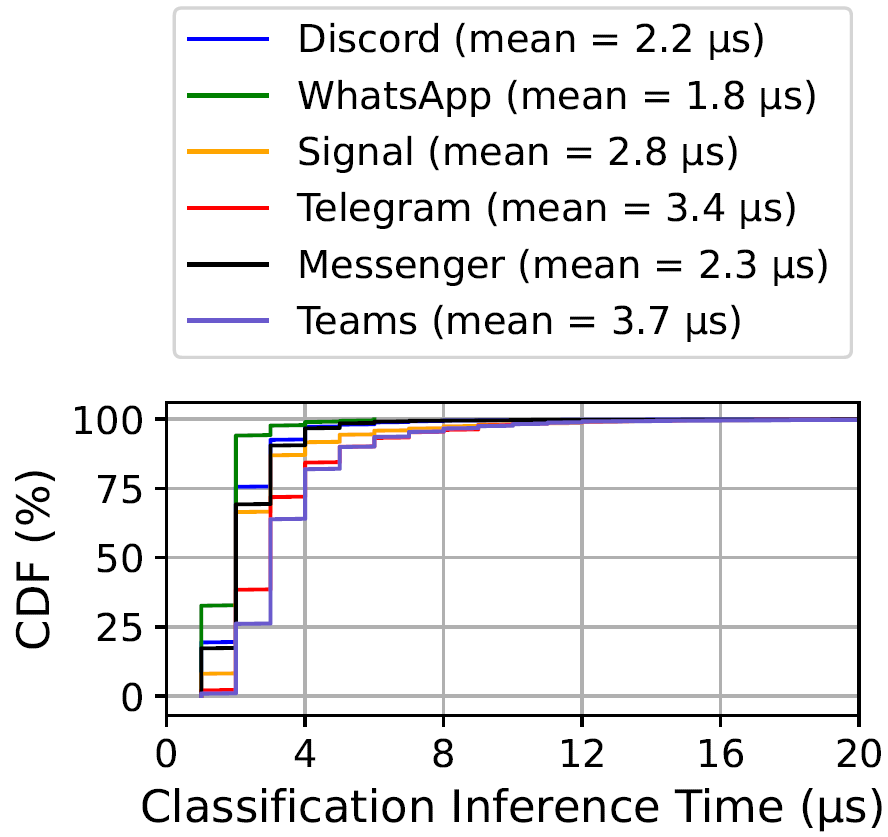 Discord (mean = 2.2 μs)
WhatsApp (mean = 1.8 μs)
Signal (mean = 2.8 μs)
Telegram (mean = 3.4 μs)
Messenger (mean = 2.3 μs)
Teams (mean = 3.7 μs)
100
75
50
25
0
CDF (%)
0 4 8 12 16 20
Classification Inference Time (μs)